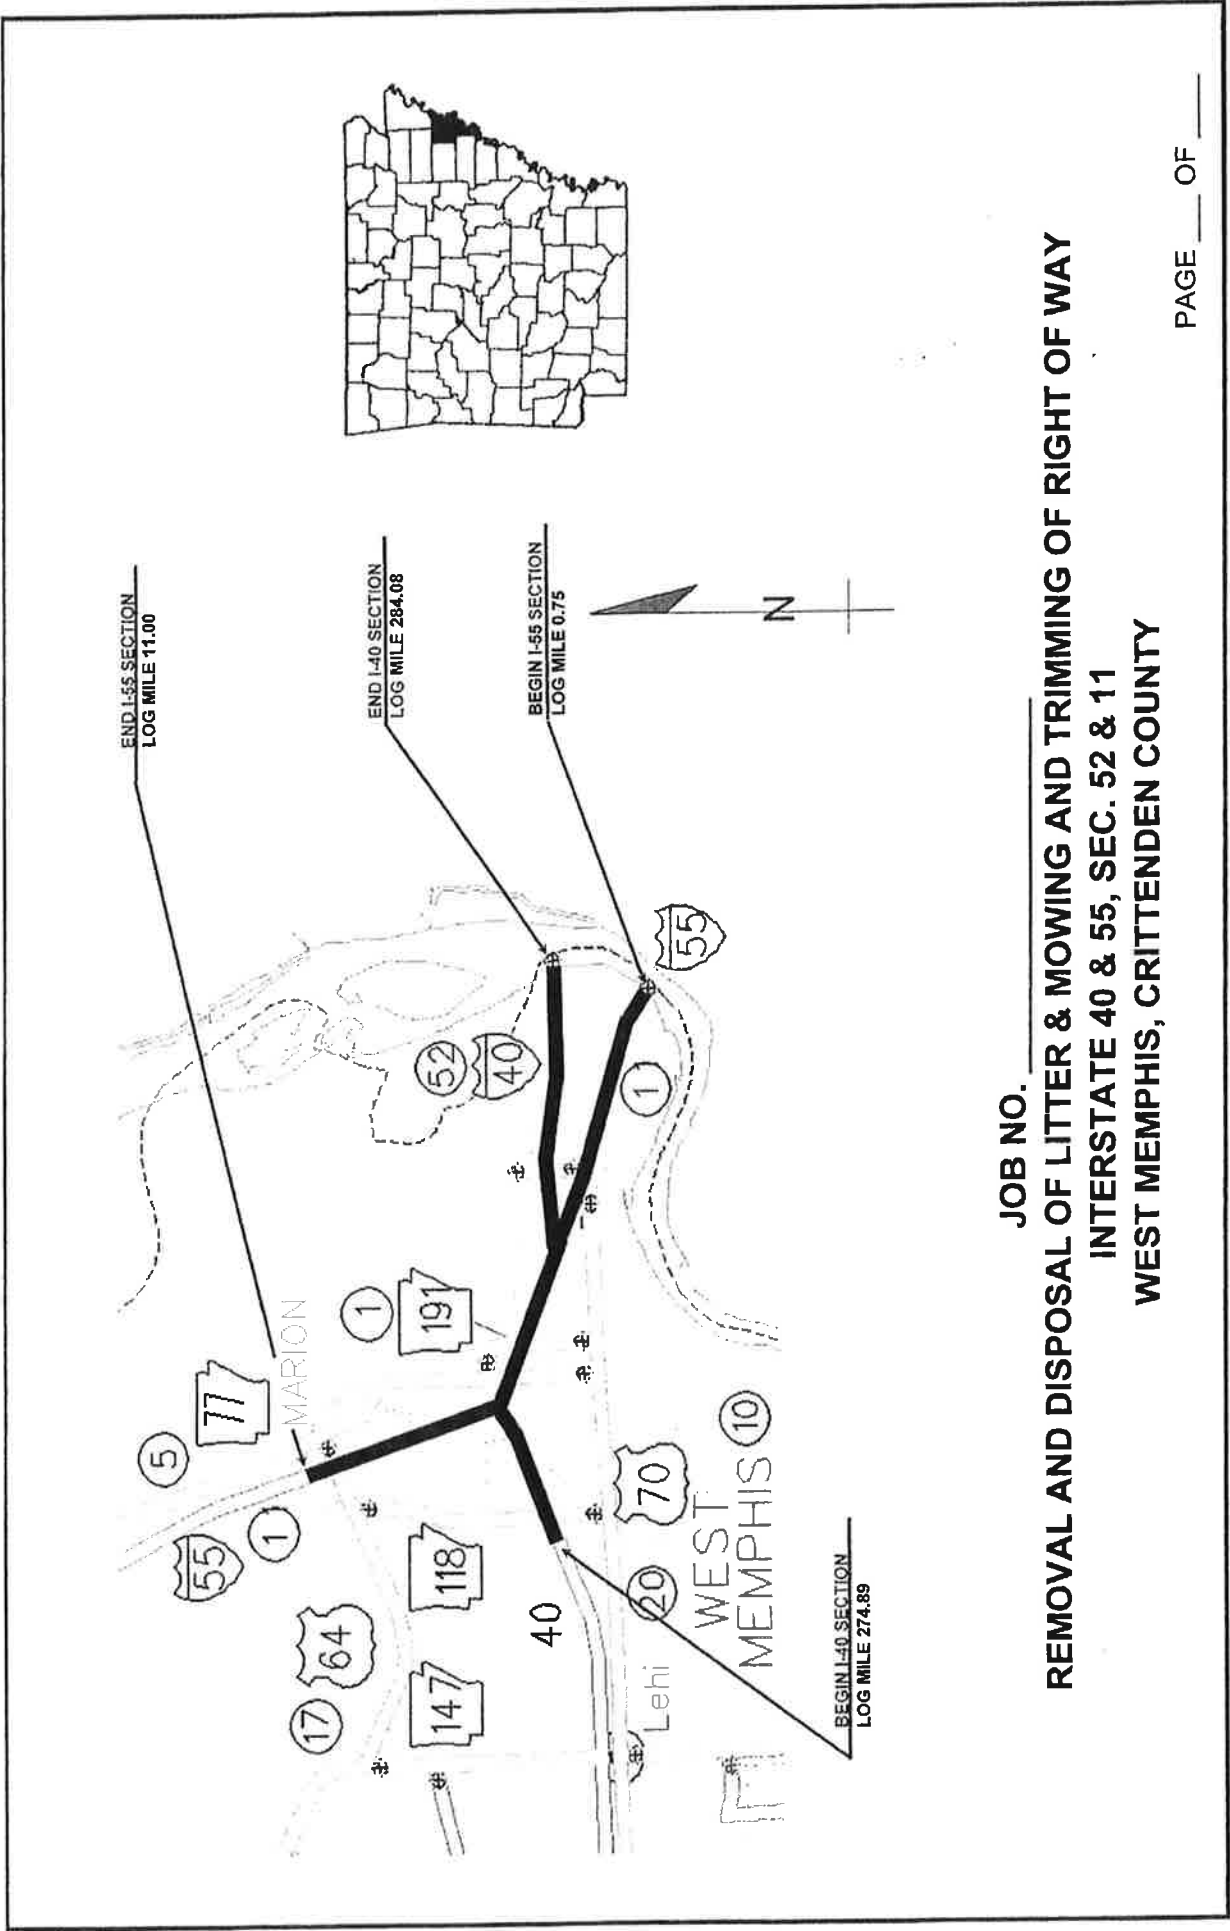 END I-55 SECTION
LOG MILE 11.00
END I-40 SECTION
LOG MILE 284.08
BEGIN I-55 SECTION
LOG MILE 0.75
N
55
1
5
77
MARION
17
64
147
118
1
191
52
40
55
1
40
20
70
Lehi
WEST
MEMPHIS
10
BEGIN I-40 SECTION
LOG MILE 274.89
JOB NO. ____________
REMOVAL AND DISPOSAL OF LITTER & MOWING AND TRIMMING OF RIGHT OF WAY
INTERSTATE 40 & 55, SEC. 52 & 11
WEST MEMPHIS, CRITTENDEN COUNTY
PAGE ___ OF ____